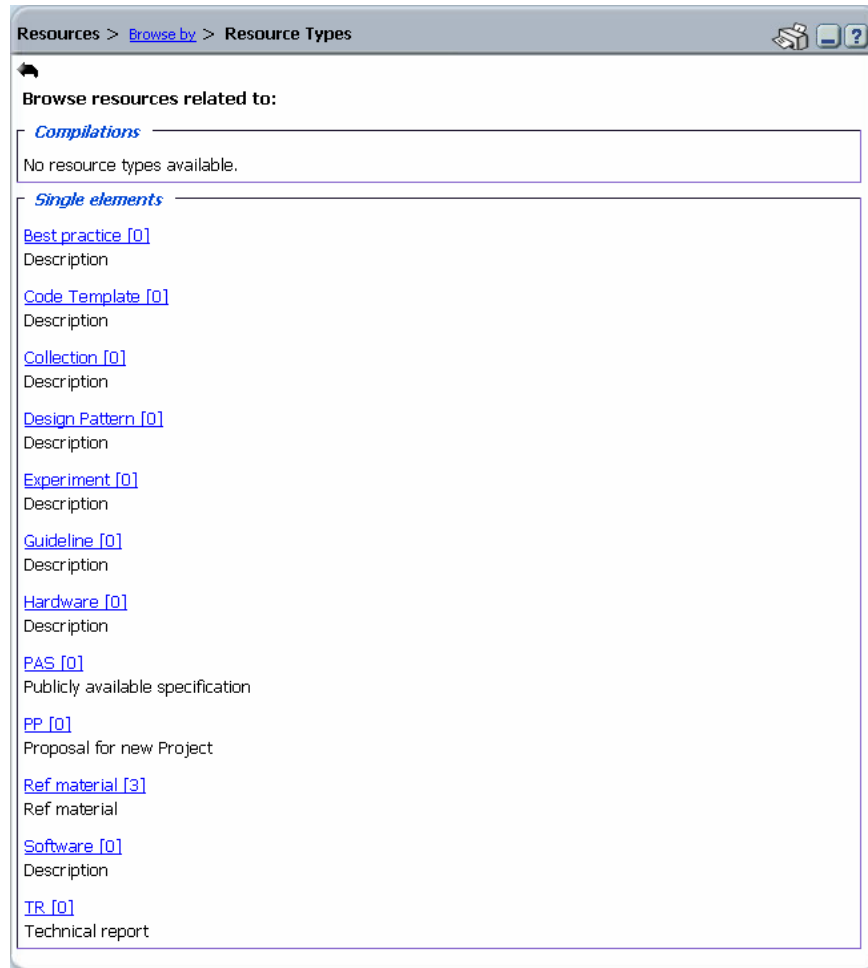 Resources > Browse by > Resource Types
?
Browse resources related to:
Compilations
No resource types available.
Single elements
Best practice [0]
Description
Code Template [0]
Description
Collection [0]
Description
Design Pattern [0]
Description
Experiment [0]
Description
Guideline [0]
Description
Hardware [0]
Description
PAS [0]
Publicly available specification
PP [0]
Proposal for new Project
Ref material [3]
Ref material
Software [0]
Description
TR [0]
Technical report